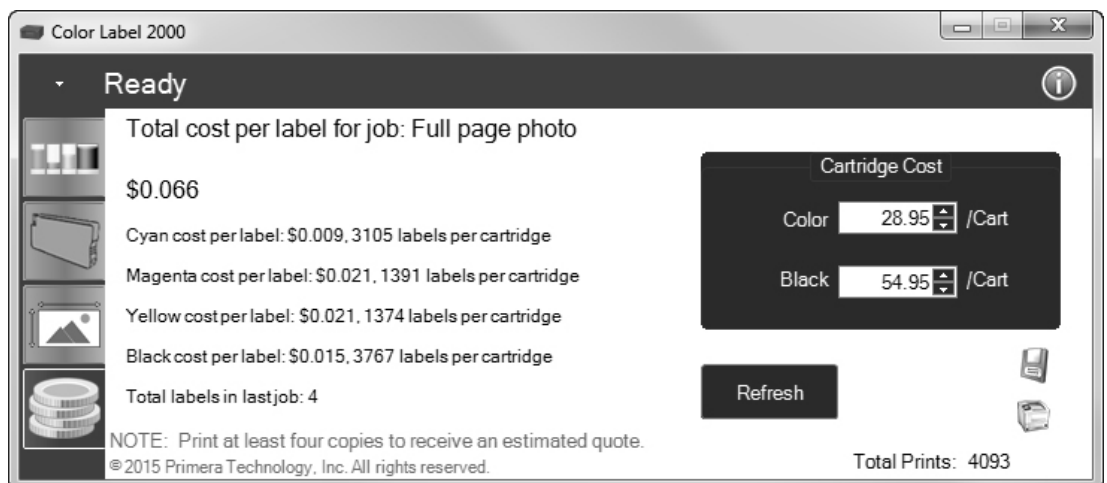 Color Label 2000
Ready
Total cost per label for job: Full page photo
$0.066
Cyan cost per label: $0.009, 3105 labels per cartridge
Magenta cost per label: $0.021, 1391 labels per cartridge
Yellow cost per label: $0.021, 1374 labels per cartridge
Black cost per label: $0.015, 3767 labels per cartridge
Total labels in last job: 4
NOTE: Print at least four copies to receive an estimated quote.
©2015 Primera Technology, Inc. All rights reserved.
Cartridge Cost
Color 28.95 /Cart
Black 54.95 /Cart
Refresh
Total Prints: 4093